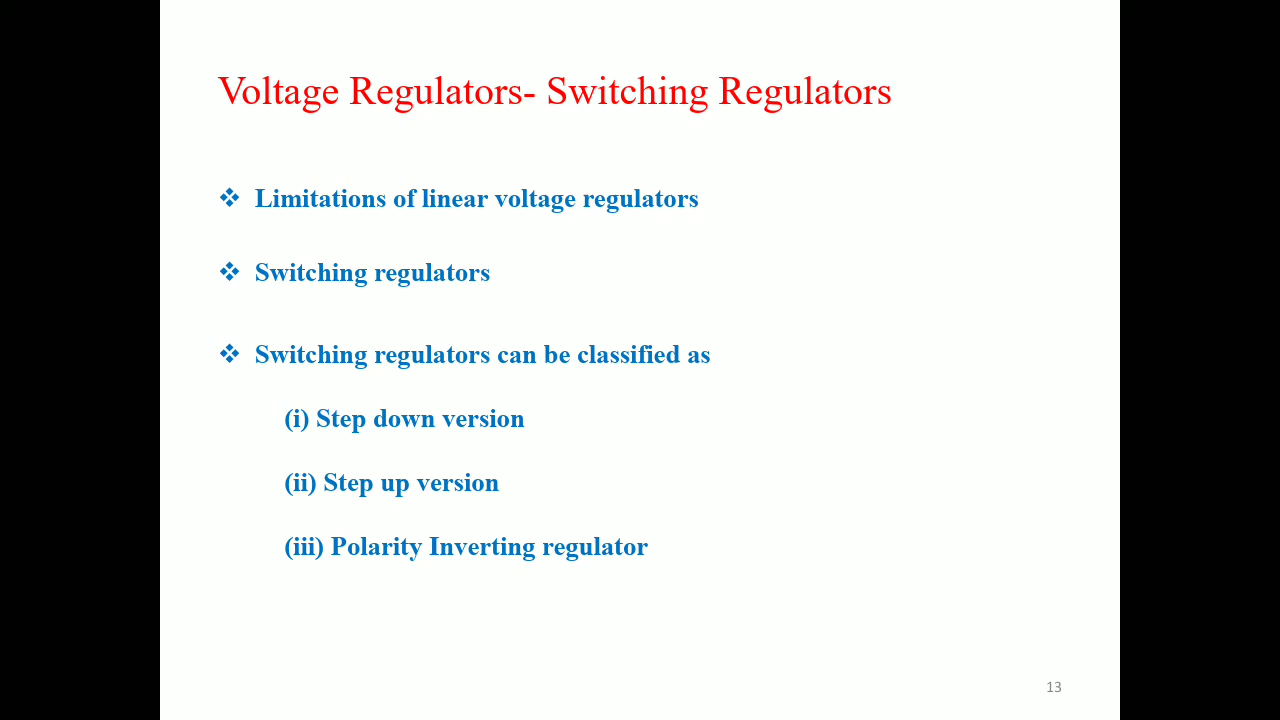 Voltage Regulators- Switching Regulators
❖ Limitations of linear voltage regulators
❖ Switching regulators
❖ Switching regulators can be classified as
(i) Step down version
(ii) Step up version
(iii) Polarity Inverting regulator
13